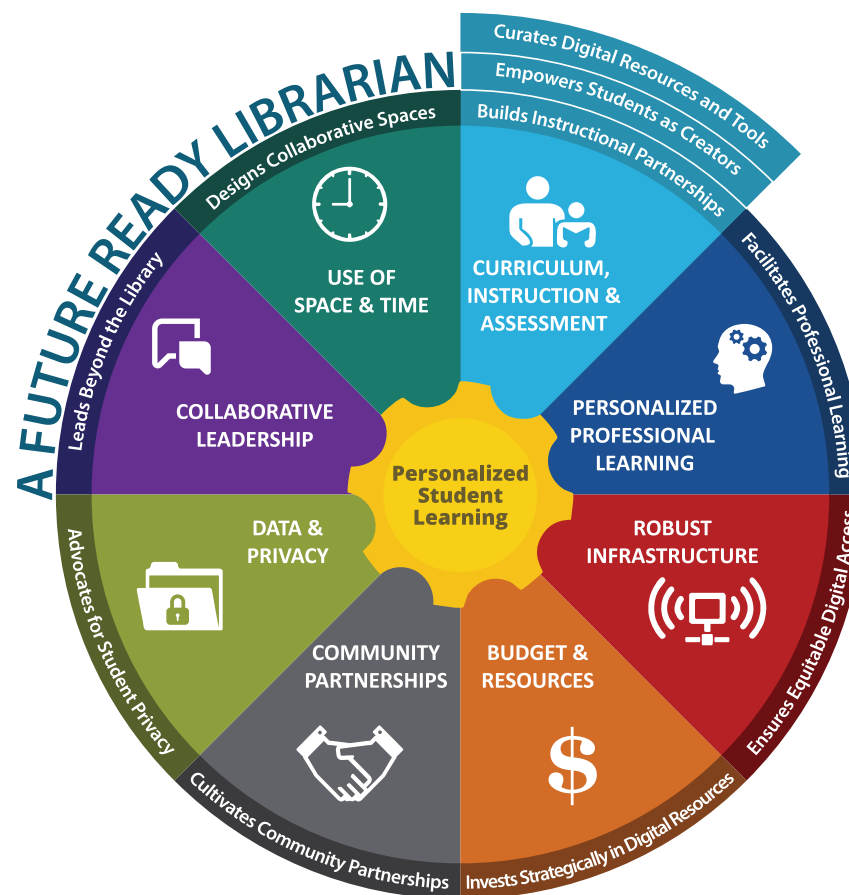 A FUTURE READY LIBRARIAN
Curates Digital Resources and Tools
Empowers Students as Creators
Builds Instructional Partnerships
CURRICULUM,
INSTRUCTION &
ASSESSMENT
Facilitates Professional Learning
PERSONALIZED
PROFESSIONAL
LEARNING
Ensures Equitable Digital Access
ROBUST
INFRASTRUCTURE
Invests Strategically in Digital Resources
BUDGET &
RESOURCES
$
Cultivates Community Partnerships
COMMUNITY
PARTNERSHIPS
Advocates for Student Privacy
DATA &
PRIVACY
Leads Beyond the Library
COLLABORATIVE
LEADERSHIP
Designs Collaborative Spaces
USE OF
SPACE & TIME
Personalized
Student
Learning